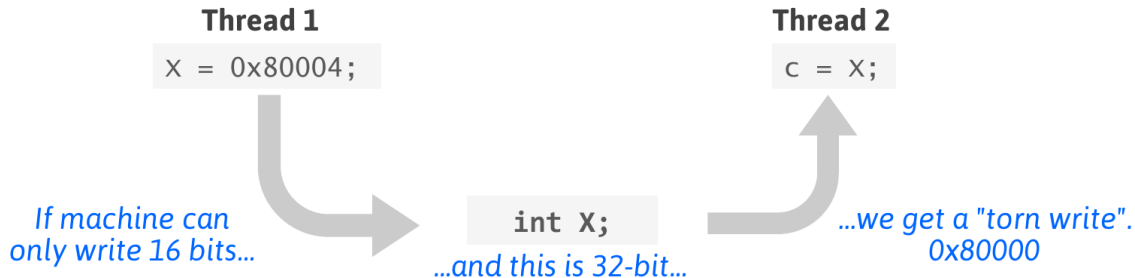 Thread 1
Thread 2
X = 0x80004;
c = X;
If machine can
only write 16 bits...
int X;
...and this is 32-bit...
...we get a "torn write".
0x80000